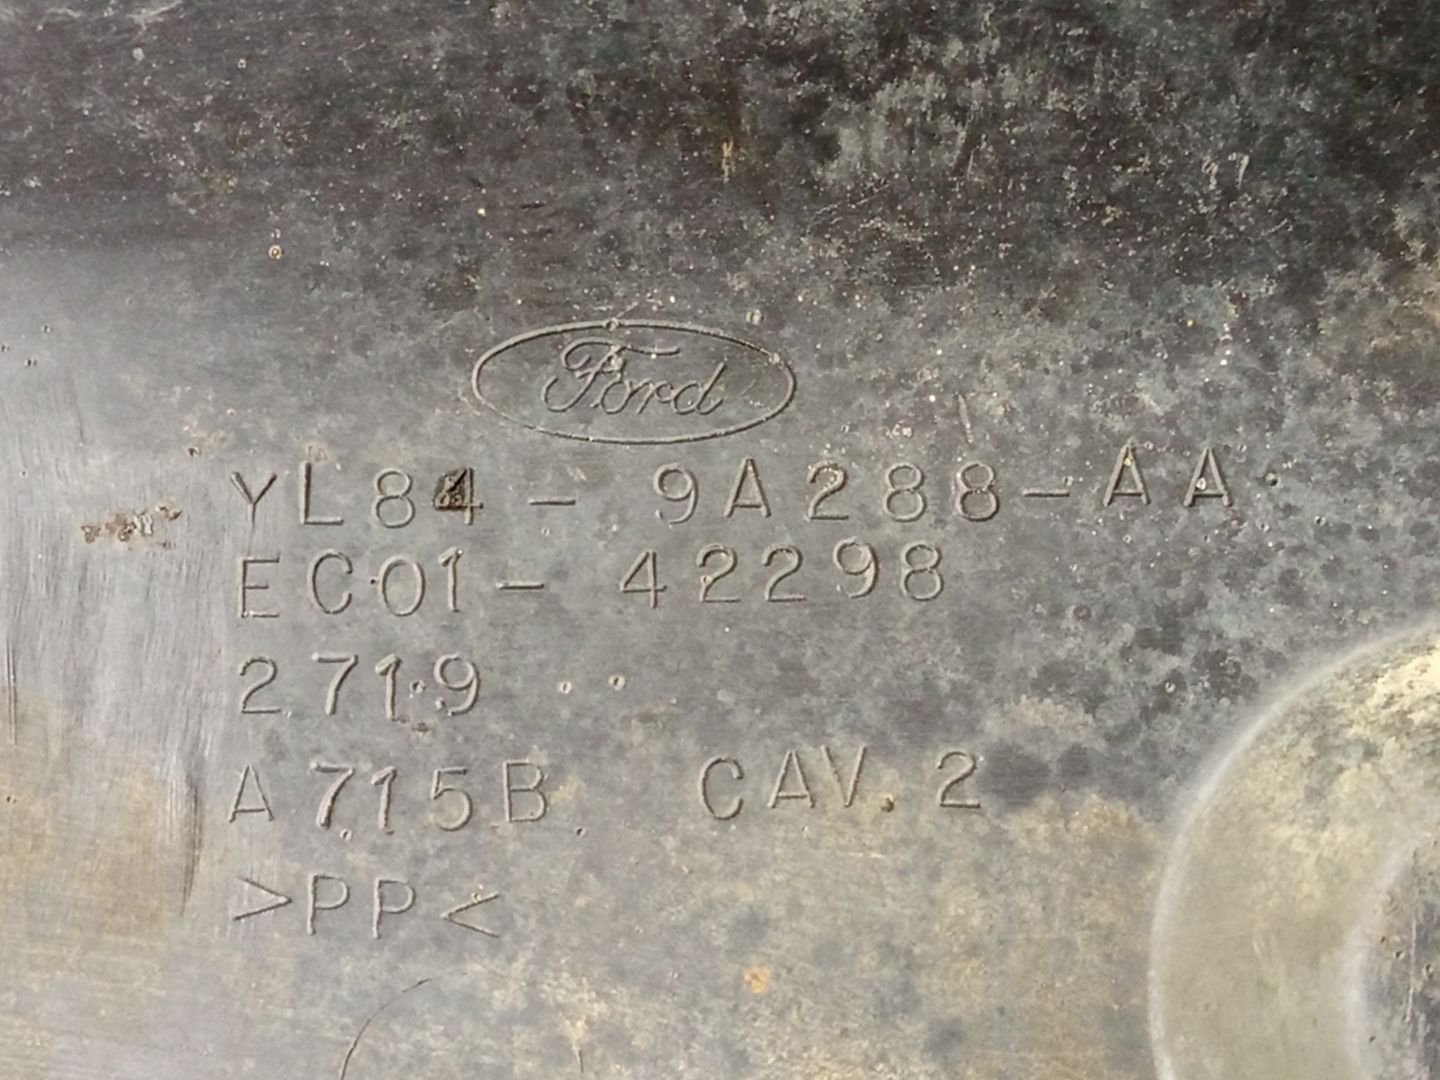 Ford
YL84 - 9A288-AA
EC01- 42298
2719
A715B CAV. 2
>PP<